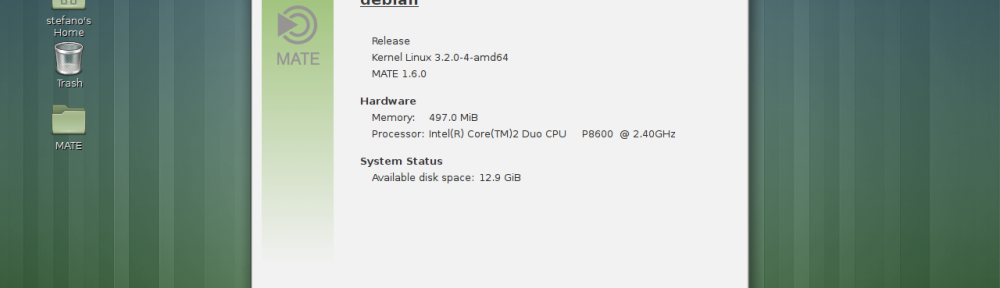 debian
stefano's
Home
Trash
MATE
MATE
Release
Kernel Linux 3.2.0-4-amd64
MATE 1.6.0
Hardware
Memory: 497.0 MiB
Processor: Intel(R) Core(TM)2 Duo CPU P8600 @ 2.40GHz
System Status
Available disk space: 12.9 GiB